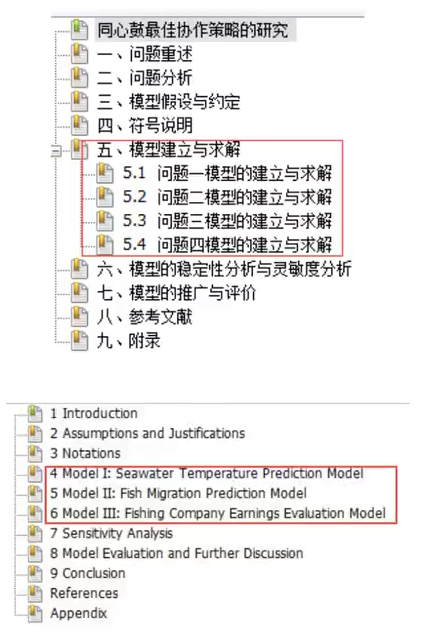 同心鼓最佳协作策略的研究
一、问题重述
二、问题分析
三、模型假设与约定
四、符号说明
五、模型建立与求解
5.1 问题一模型的建立与求解
5.2 问题二模型的建立与求解
5.3 问题三模型的建立与求解
5.4 问题四模型的建立与求解
六、模型的稳定性分析与灵敏度分析
七、模型的推广与评价
八、参考文献
九、附录
1 Introduction
2 Assumptions and Justifications
3 Notations
4 Model I: Seawater Temperature Prediction Model
5 Model II: Fish Migration Prediction Model
6 Model III: Fishing Company Earnings Evaluation Model
7 Sensitivity Analysis
8 Model Evaluation and Further Discussion
9 Conclusion
References
Appendix